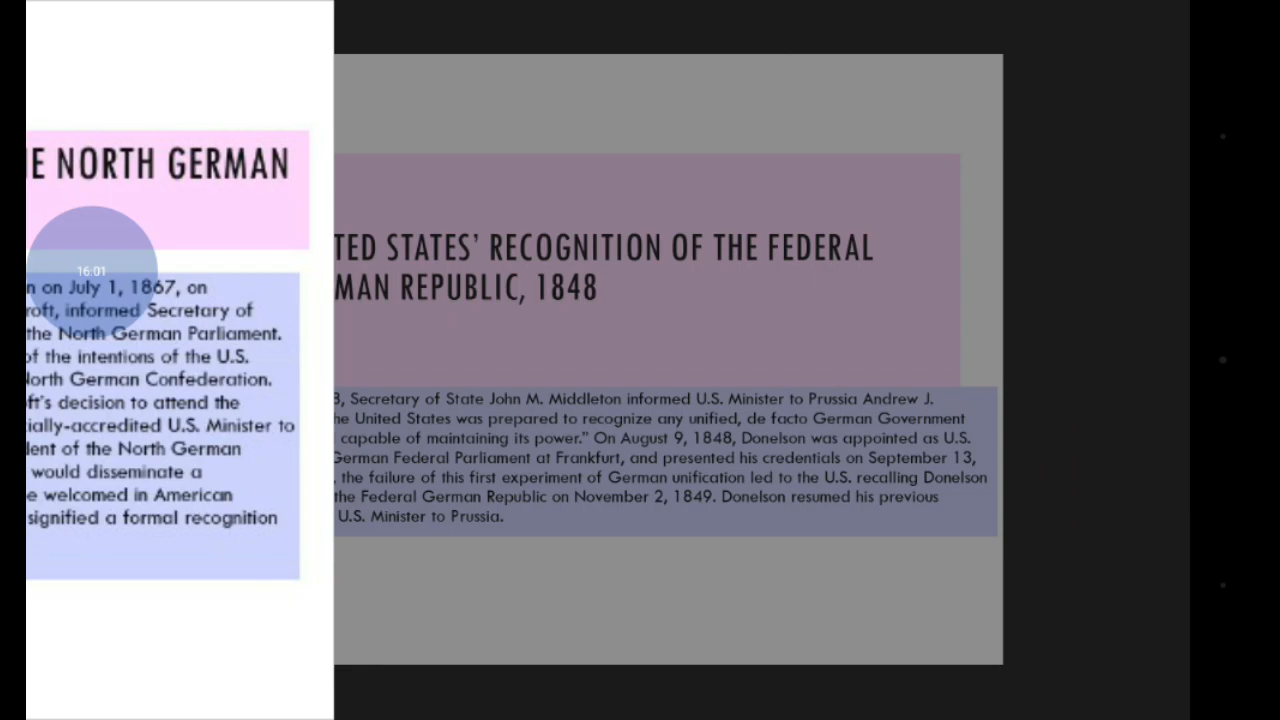 E NORTH GERMAN
16:01
n on July 1, 1867, on
roft, informed Secretary of
the North German Parliament.
of the intentions of the U.S.
North German Confederation.
ft's decision to attend the
ially-accredited U.S. Minister to
dent of the North German
would disseminate a
e welcomed in American
signified a formal recognition
TED STATES' RECOGNITION OF THE FEDERAL
MAN REPUBLIC, 1848
8, Secretary of State John M. Middleton informed U.S. Minister to Prussia Andrew J.
he United States was prepared to recognize any unified, de facto German Government
capable of maintaining its power." On August 9, 1848, Donelson was appointed as U.S.
German Federal Parliament at Frankfurt, and presented his credentials on September 13,
, the failure of this first experiment of German unification led to the U.S. recalling Donelson
the Federal German Republic on November 2, 1849. Donelson resumed his previous
U.S. Minister to Prussia.